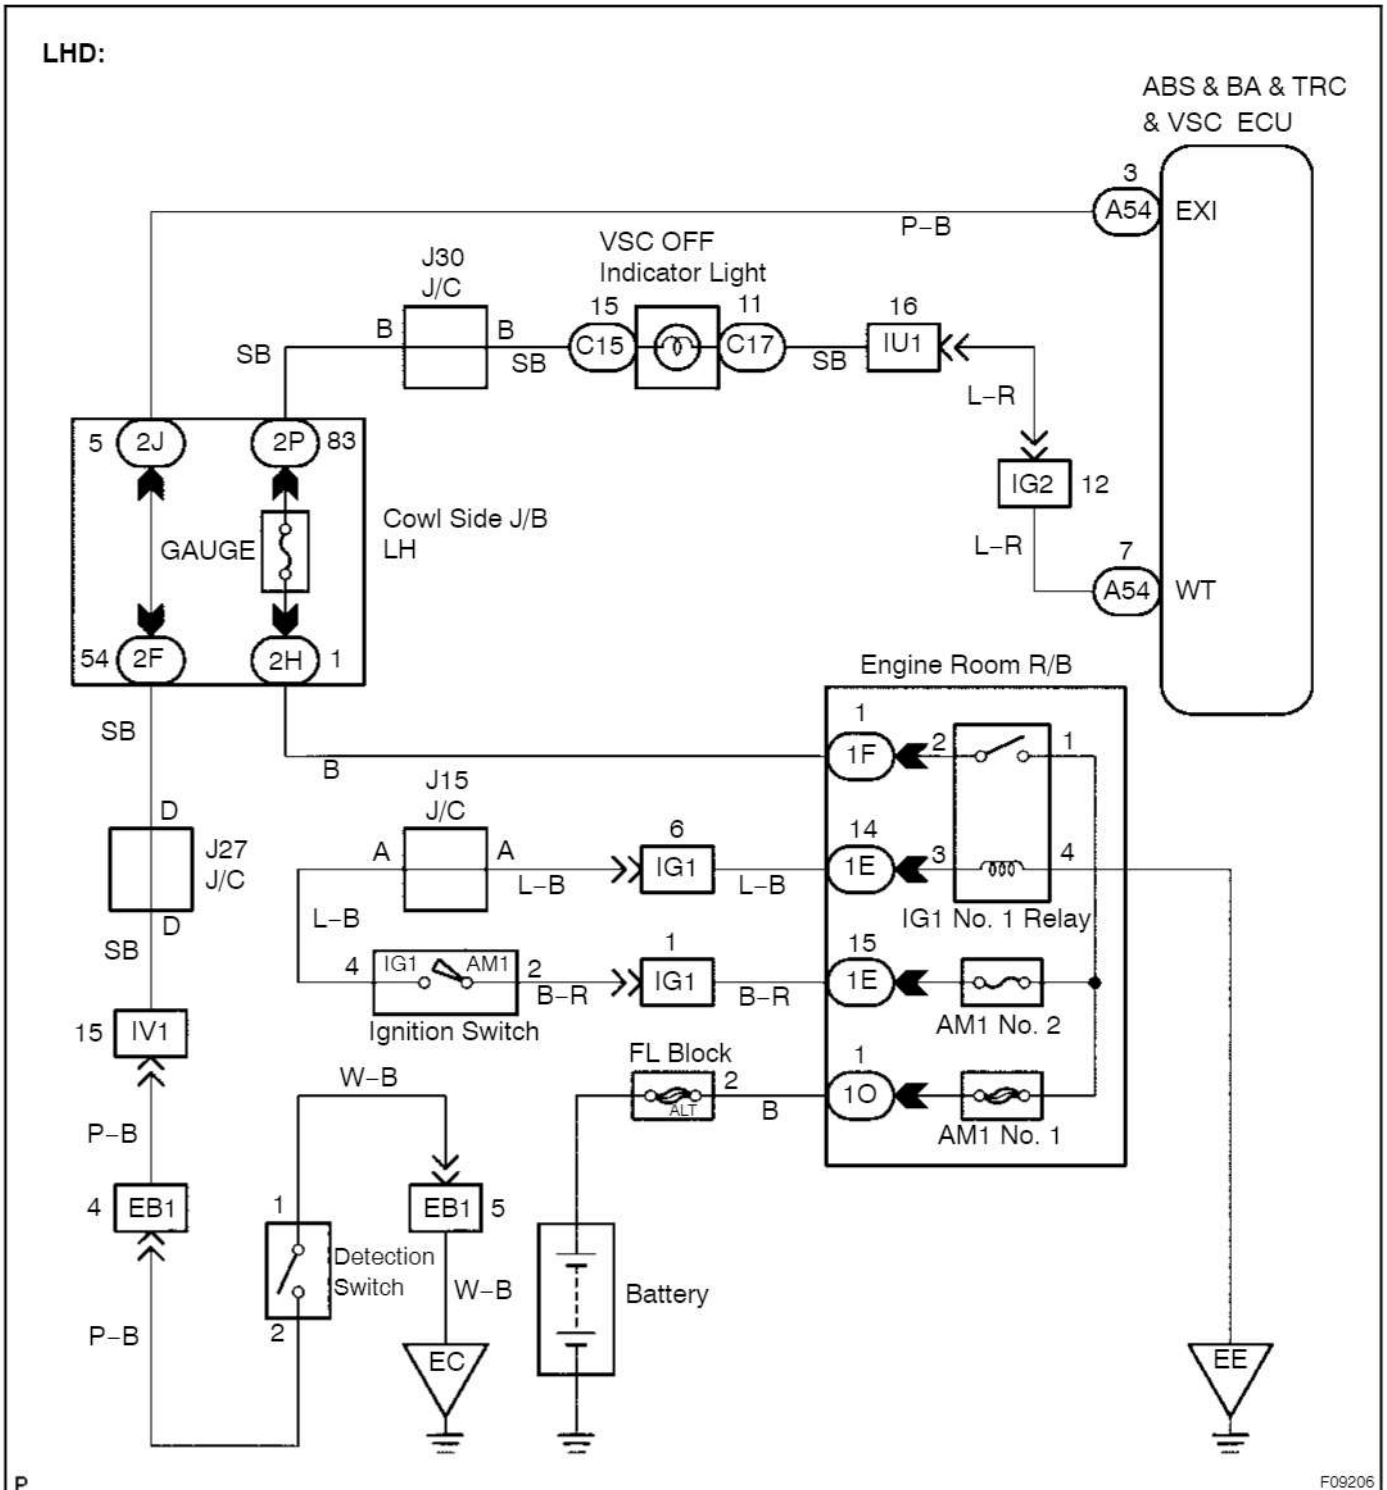 LHD:
ABS & BA & TRC
& VSC ECU
3
A54
EXI
P-B
VSC OFF
Indicator Light
J30
J/C
15
11
16
B
B
C15
C17
IU1
SB
SB
SB
L-R
5
2J
2P
83
IG2
12
Cowl Side J/B
LH
GAUGE
L-R
7
A54
WT
54
2F
2H
1
Engine Room R/B
SB
1
1F
2
1
B
J15
J/C
D
6
14
J27
J/C
A
A
IG1
1E
3
4
L-B
L-B
L-B
D
IG1 No. 1 Relay
SB
1
15
4
IG1
AM1
2
IG1
1E
B-R
B-R
Ignition Switch
AM1 No. 2
15
IV1
FL Block
1
W-B
2
1O
ALT
B
AM1 No. 1
P-B
4
EB1
1
EB1
5
Detection
Switch
W-B
Battery
2
P-B
EC
EE
P
F09206